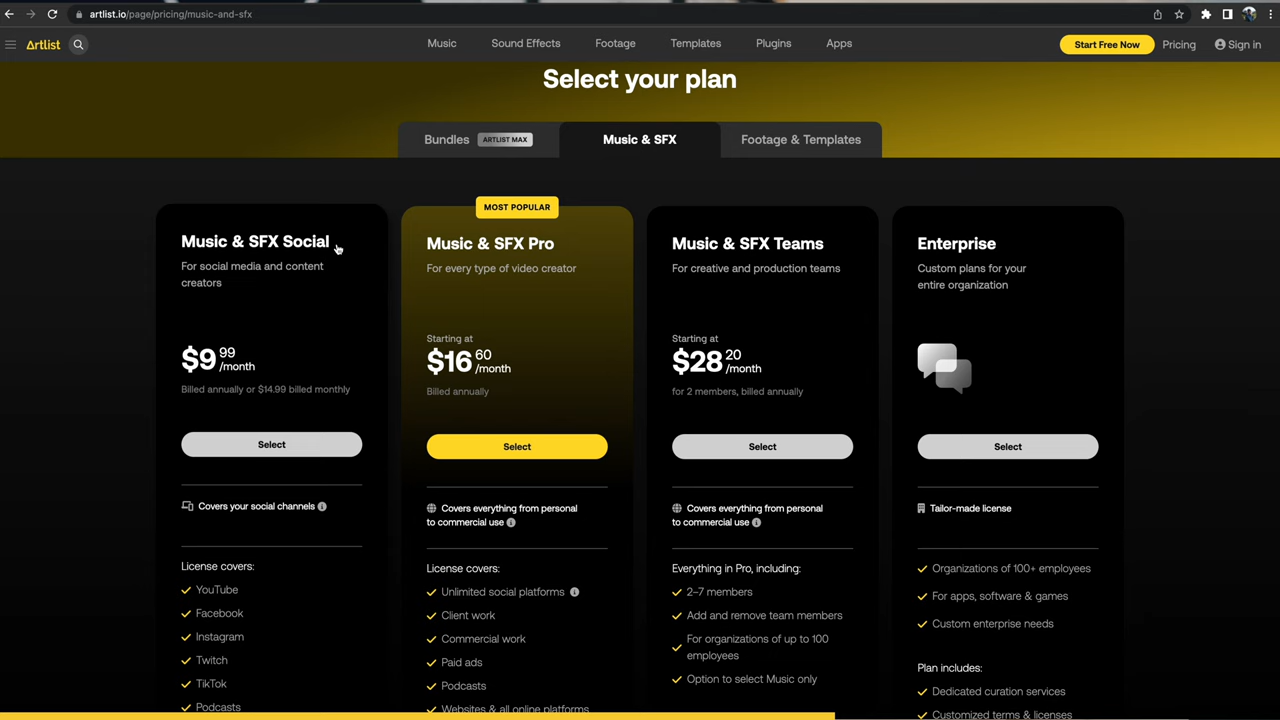 artlist.io/page/pricing/music-and-sfx
Artlist
Music
Sound Effects
Footage
Templates
Plugins
Apps
Start Free Now
Pricing
Sign in
Select your plan
Bundles
ARTLIST MAX
Music & SFX
Footage & Templates
Music & SFX Social
For social media and content
creators
$9 99
/month
Billed annually or $14.99 billed monthly
Select
Covers your social channels
License covers:
YouTube
Facebook
Instagram
Twitch
TikTok
Podcasts
MOST POPULAR
Music & SFX Pro
For every type of video creator
Starting at
$16 60
/month
Billed annually
Select
Covers everything from personal
to commercial use
License covers:
Unlimited social platforms
Client work
Commercial work
Paid ads
Podcasts
Websites & all online platforms
Music & SFX Teams
For creative and production teams
Starting at
$28 20
/month
for 2 members, billed annually
Select
Covers everything from personal
to commercial use
Everything in Pro, including:
2–7 members
Add and remove team members
For organizations of up to 100
employees
Option to select Music only
Enterprise
Custom plans for your
entire organization
Select
Tailor-made license
Organizations of 100+ employees
For apps, software & games
Custom enterprise needs
Plan includes:
Dedicated curation services
Customized terms & licenses